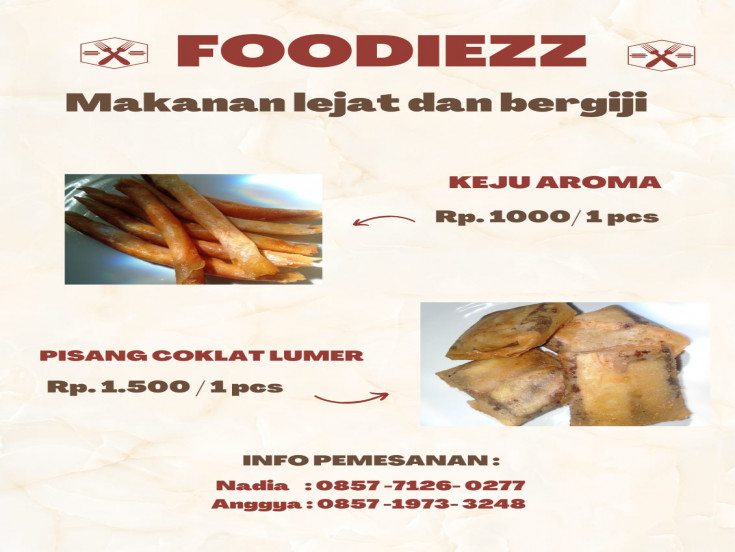 FOODIEZZ
Makanan lejat dan bergiji
KEJU AROMA
Rp. 1000/ 1 pcs
PISANG COKLAT LUMER
Rp. 1.500 / 1 pcs
INFO PEMESANAN :
Nadia : 0857 -7126- 0277
Anggya : 0857 -1973- 3248